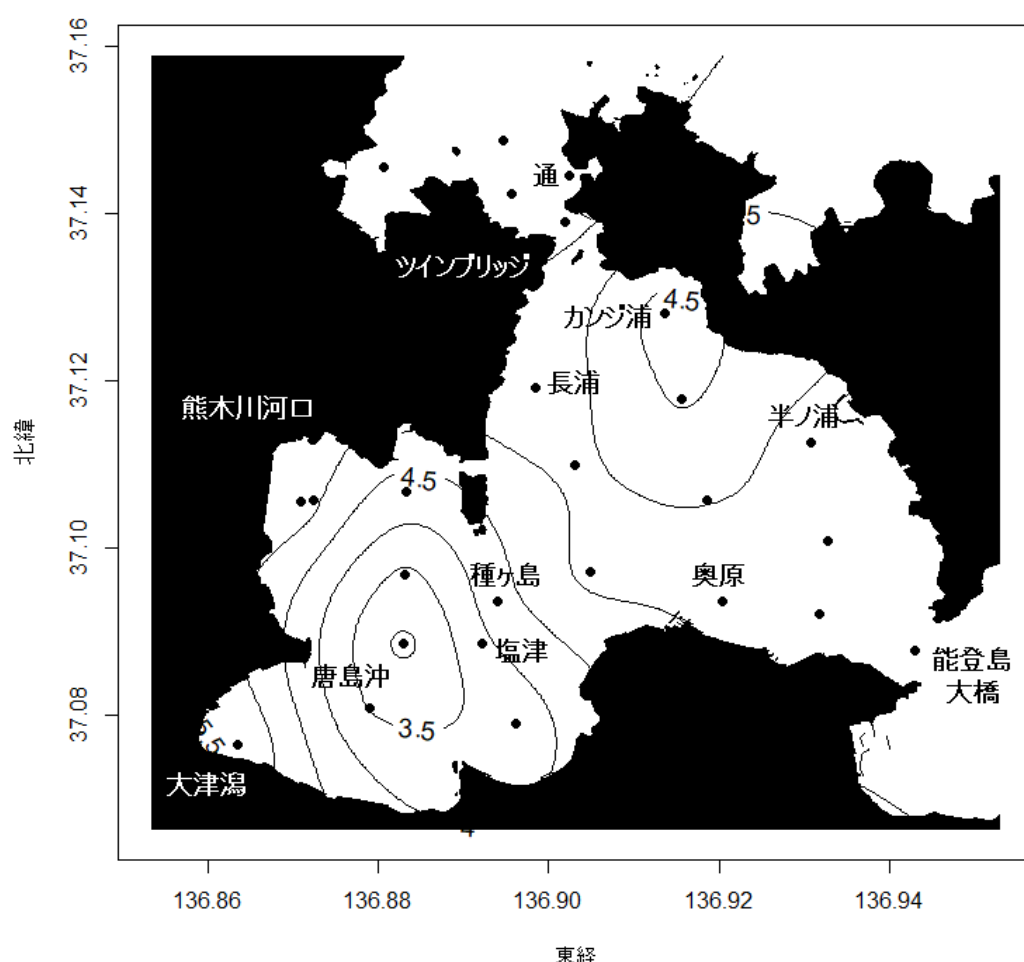 37.16
37.14
37.12
37.10
37.08
北緯
通
5
ツインブリッジ
4.5
カンジ浦
長浦
熊木川河口
半ノ浦
4.5
種ヶ島
奥原
塩津
能登島
大橋
唐島沖
3.5
5.5
大津潟
4
136.86
136.88
136.90
136.92
136.94
東経